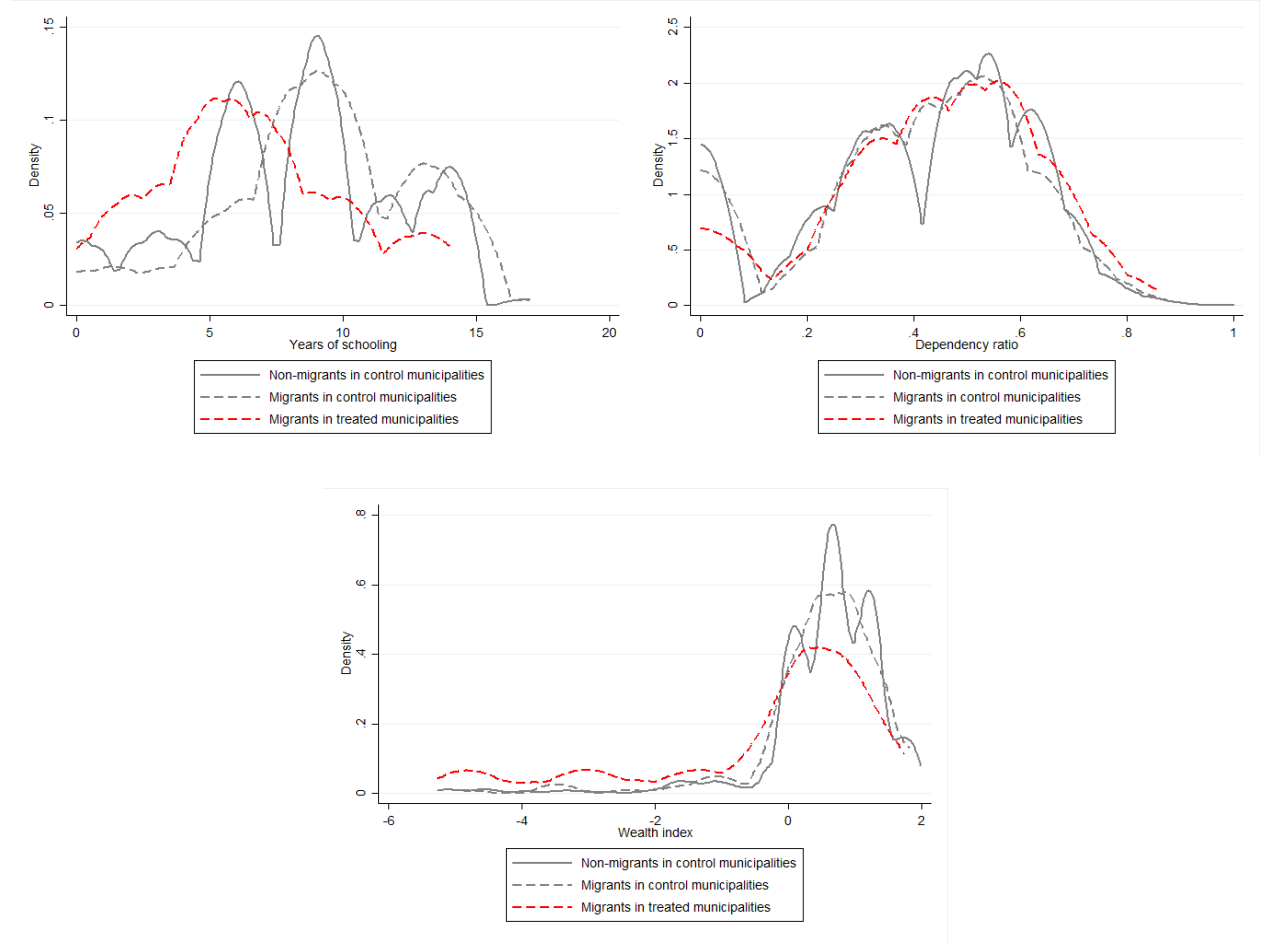 .15
.1
.05
0
Density
0 5 10 15 20
Years of schooling
Non-migrants in control municipalities
Migrants in control municipalities
Migrants in treated municipalities
2.5
2
1.5
1
.5
0
Density
0 .2 .4 .6 .8 1
Dependency ratio
Non-migrants in control municipalities
Migrants in control municipalities
Migrants in treated municipalities
.8
.6
.4
.2
0
Density
-6 -4 -2 0 2
Wealth index
Non-migrants in control municipalities
Migrants in control municipalities
Migrants in treated municipalities